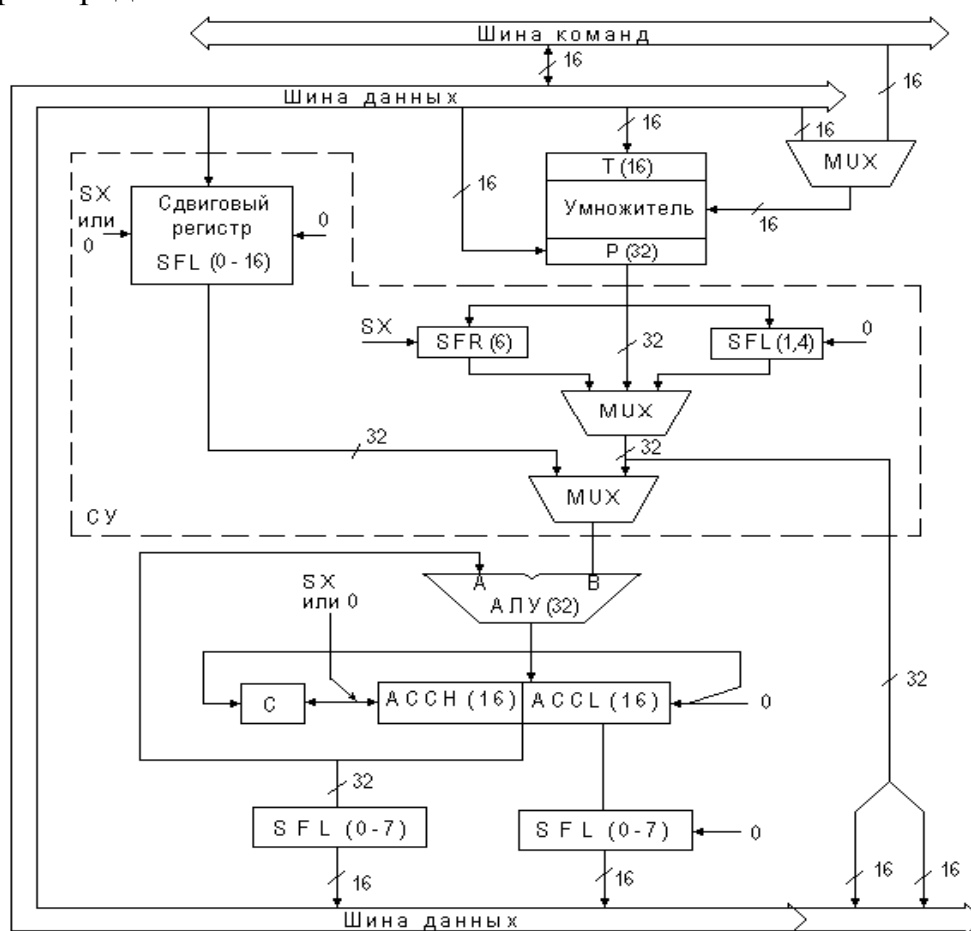 Шина команд
16
16
Шина данных
16
16
MUX
T (16)
16
SX
или
0
Сдвиговый
регистр
SFL (0 - 16)
0
Умножитель
16
P (32)
SX
SFR (6)
32
SFL (1,4)
0
MUX
32
32
MUX
СУ
A
B
АЛУ (32)
SX
или 0
32
C
ACCH (16)
ACCL (16)
0
32
SFL (0-7)
SFL (0-7)
0
16
16
16
16
Шина данных